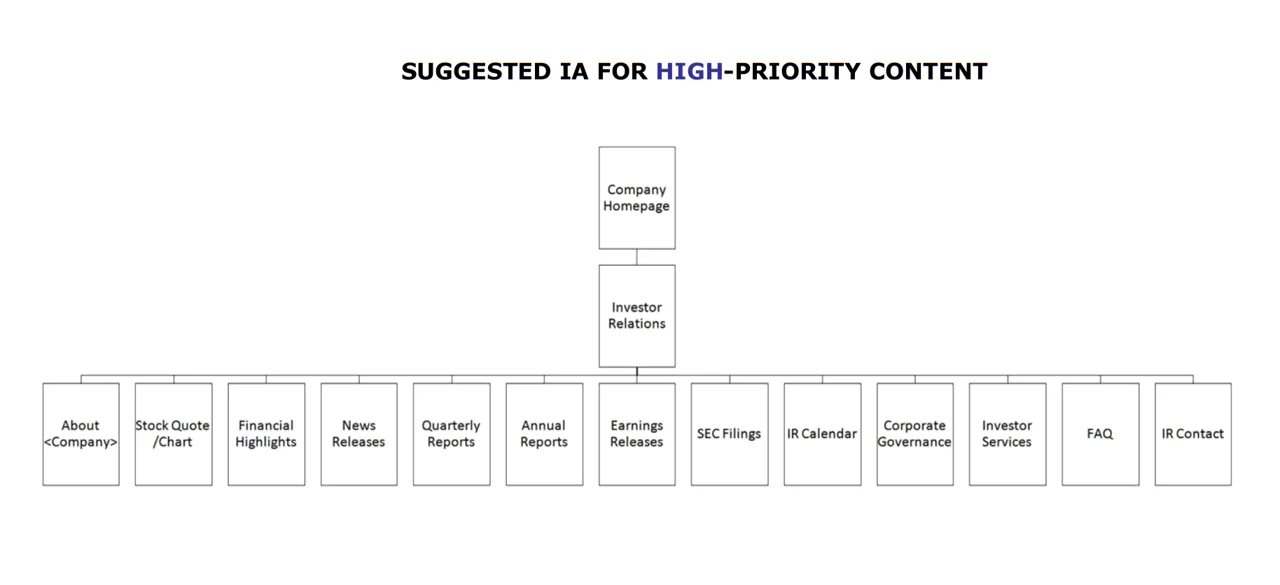 SUGGESTED IA FOR HIGH-PRIORITY CONTENT
Company
Homepage
Investor
Relations
About
<Company>
Stock Quote
/Chart
Financial
Highlights
News
Releases
Quarterly
Reports
Annual
Reports
Earnings
Releases
SEC Filings
IR Calendar
Corporate
Governance
Investor
Services
FAQ
IR Contact